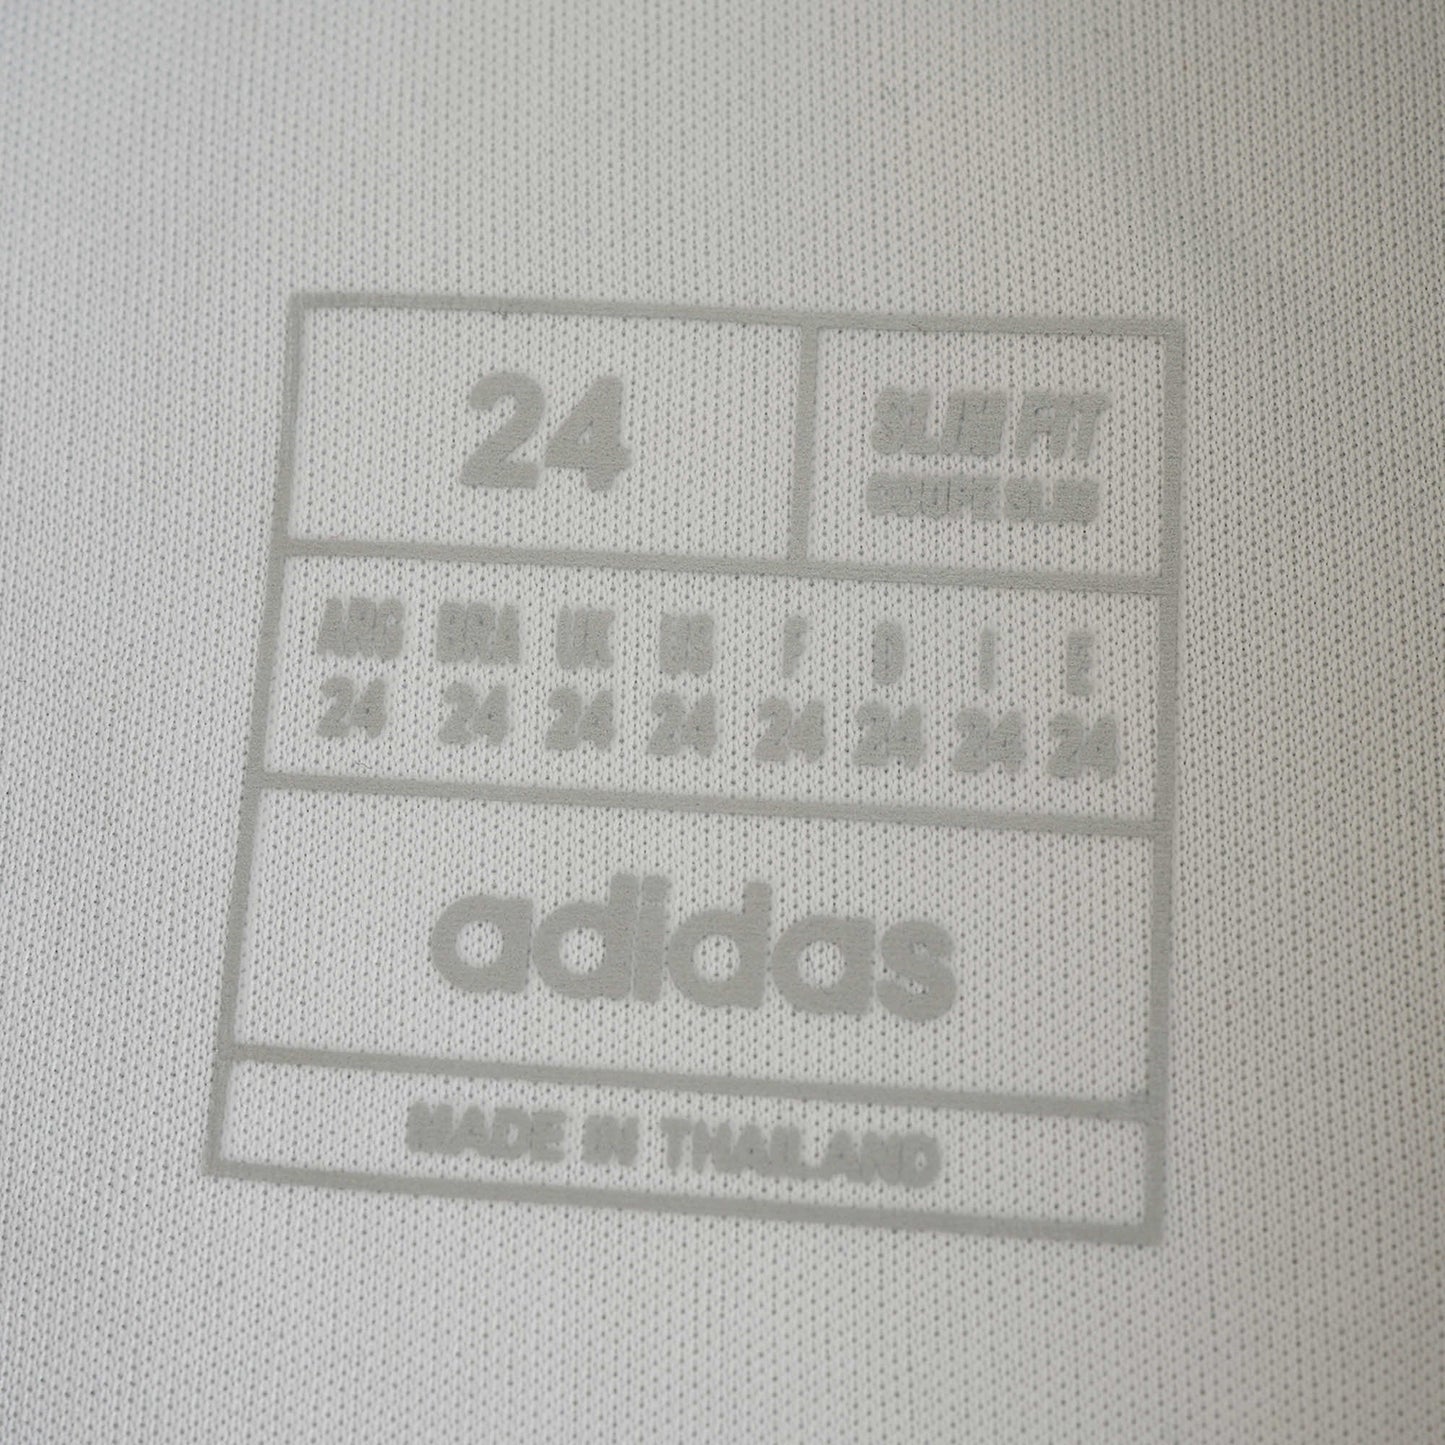 24
SLIM FIT
COUPE SLIM
ARG BRA UK US F D I E
24 24 24 24 24 24 24 24
adidas
MADE IN THAILAND